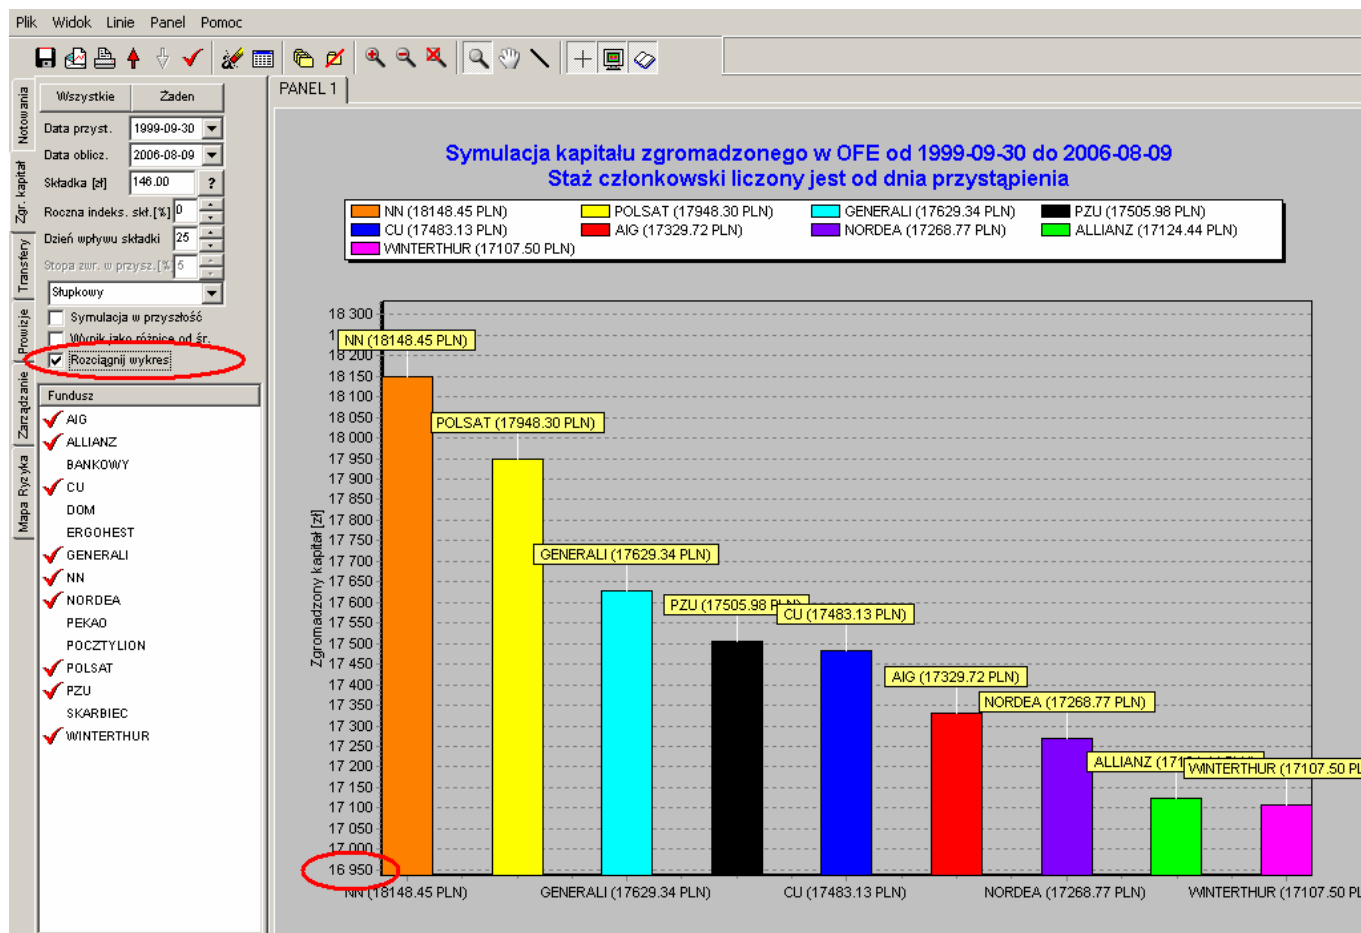 Plik Widok Linie Panel Pomoc
PANEL 1
Notowania
Zgr. kapitał
Transfery
Prowizje
Zarządzanie
Mapa Ryzyka
Wszystkie Żaden
Data przyst. 1999-09-30
Data oblicz. 2006-08-09
Składka [zł] 146.00 ?
Roczna indeks. skł.[%] 0
Dzień wpływu składki 25
Stopa zwr. w przysz.[%] 5
Słupkowy
Symulacja w przyszłość
Wynik jako różnice od śr.
Rozciągnij wykres
Fundusz
AIG
ALLIANZ
BANKOWY
CU
DOM
ERGOHEST
GENERALI
NN
NORDEA
PEKAO
POCZTYLION
POLSAT
PZU
SKARBIEC
WINTERTHUR
Symulacja kapitału zgromadzonego w OFE od 1999-09-30 do 2006-08-09
Staż członkowski liczony jest od dnia przystąpienia
NN (18148.45 PLN) POLSAT (17948.30 PLN) GENERALI (17629.34 PLN) PZU (17505.98 PLN)
CU (17483.13 PLN) AIG (17329.72 PLN) NORDEA (17268.77 PLN) ALLIANZ (17124.44 PLN)
WINTERTHUR (17107.50 PLN)
Zgromadzony kapitał [zł]
18 300
18 200
18 150
18 100
18 050
18 000
17 950
17 900
17 850
17 800
17 750
17 700
17 650
17 600
17 550
17 500
17 450
17 400
17 350
17 300
17 250
17 200
17 150
17 100
17 050
17 000
16 950
NN (18148.45 PLN)
POLSAT (17948.30 PLN)
GENERALI (17629.34 PLN)
PZU (17505.98 PLN)
CU (17483.13 PLN)
AIG (17329.72 PLN)
NORDEA (17268.77 PLN)
ALLIANZ
WINTERTHUR (17107.50 PL
NN (18148.45 PLN) GENERALI (17629.34 PLN) CU (17483.13 PLN) NORDEA (17268.77 PLN) WINTERTHUR (17107.50 PL